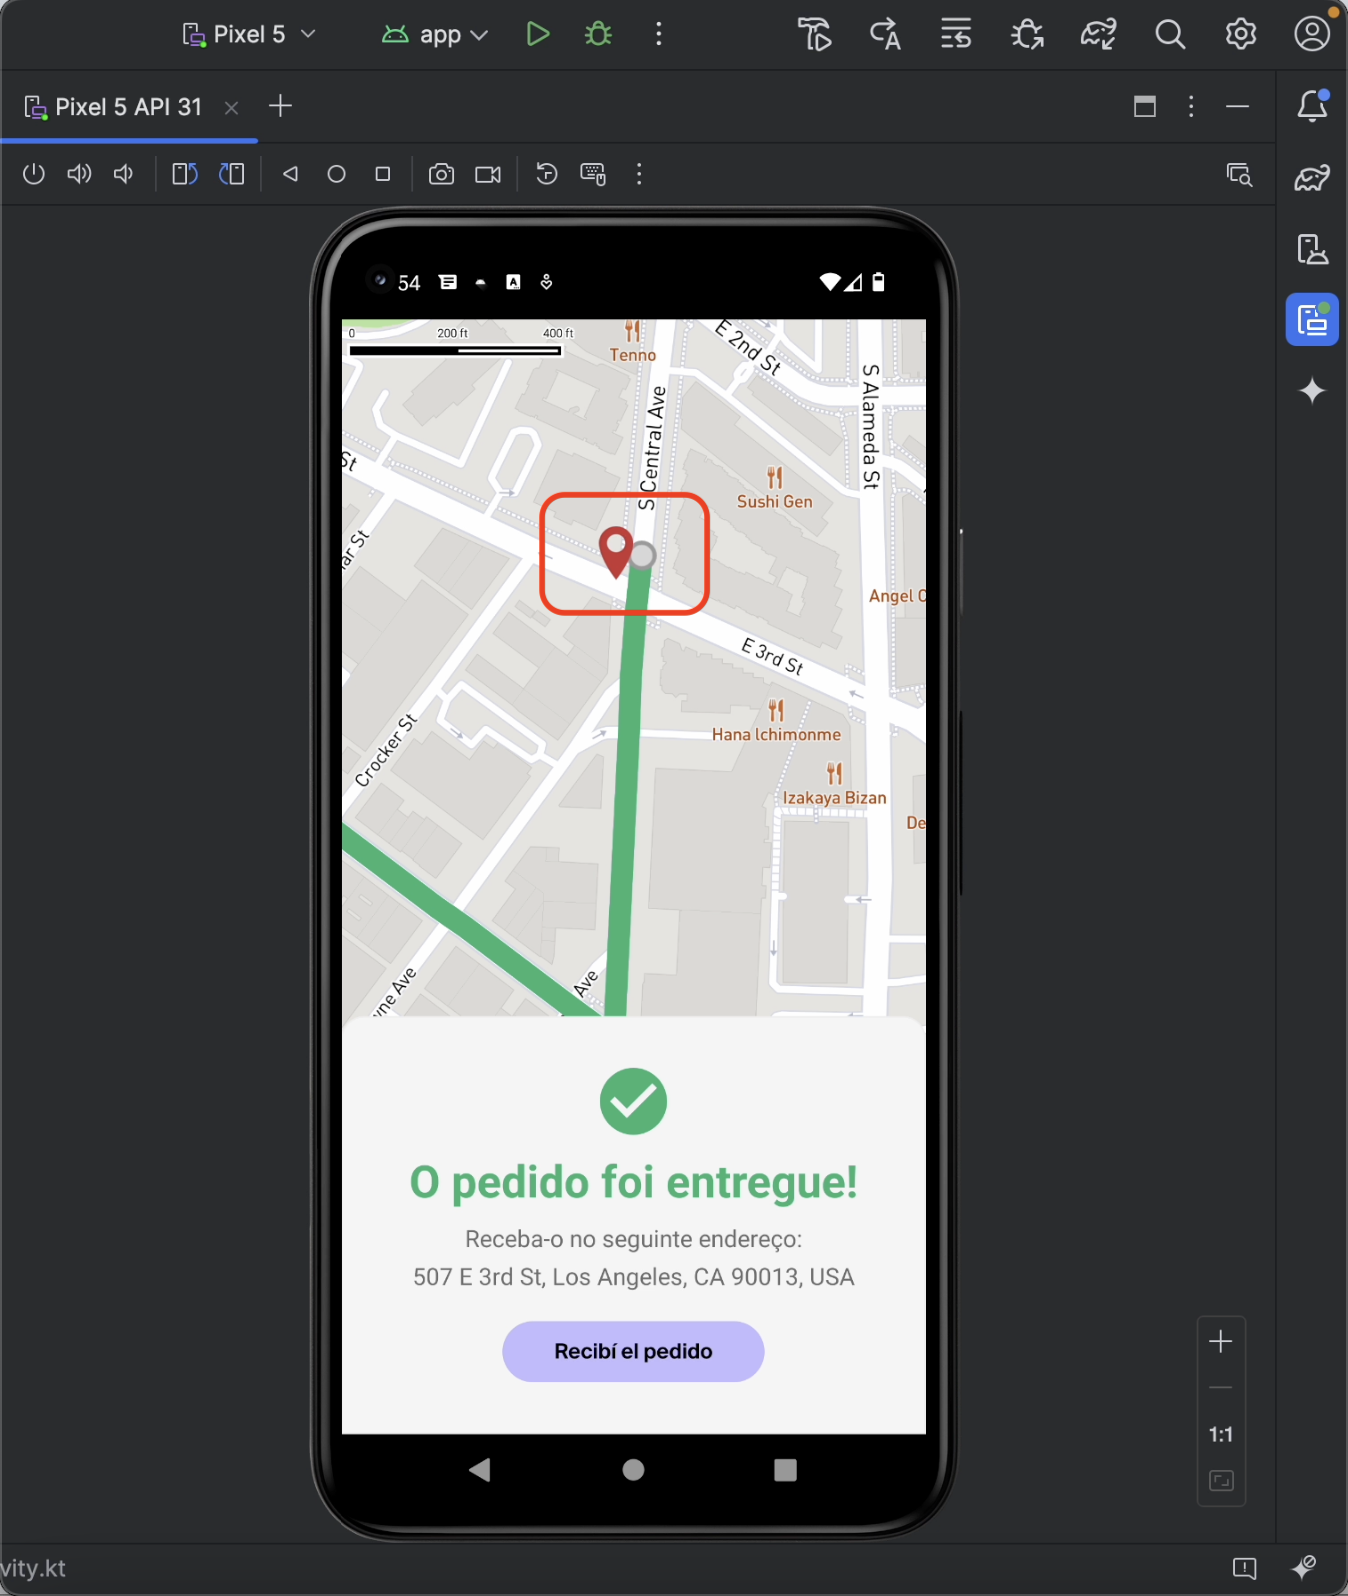 Pixel 5
app
Pixel 5 API 31
54
0 200 ft 400 ft
Tenno
E 2nd St
S Central Ave
S Alameda St
St
Sushi Gen
ar St
Angel C
E 3rd St
Hana Ichimonme
Crocker St
Izakaya Bizan
De
yne Ave
Ave
O pedido foi entregue!
Receba-o no seguinte endereço:
507 E 3rd St, Los Angeles, CA 90013, USA
Recibí el pedido
1:1
vity.kt